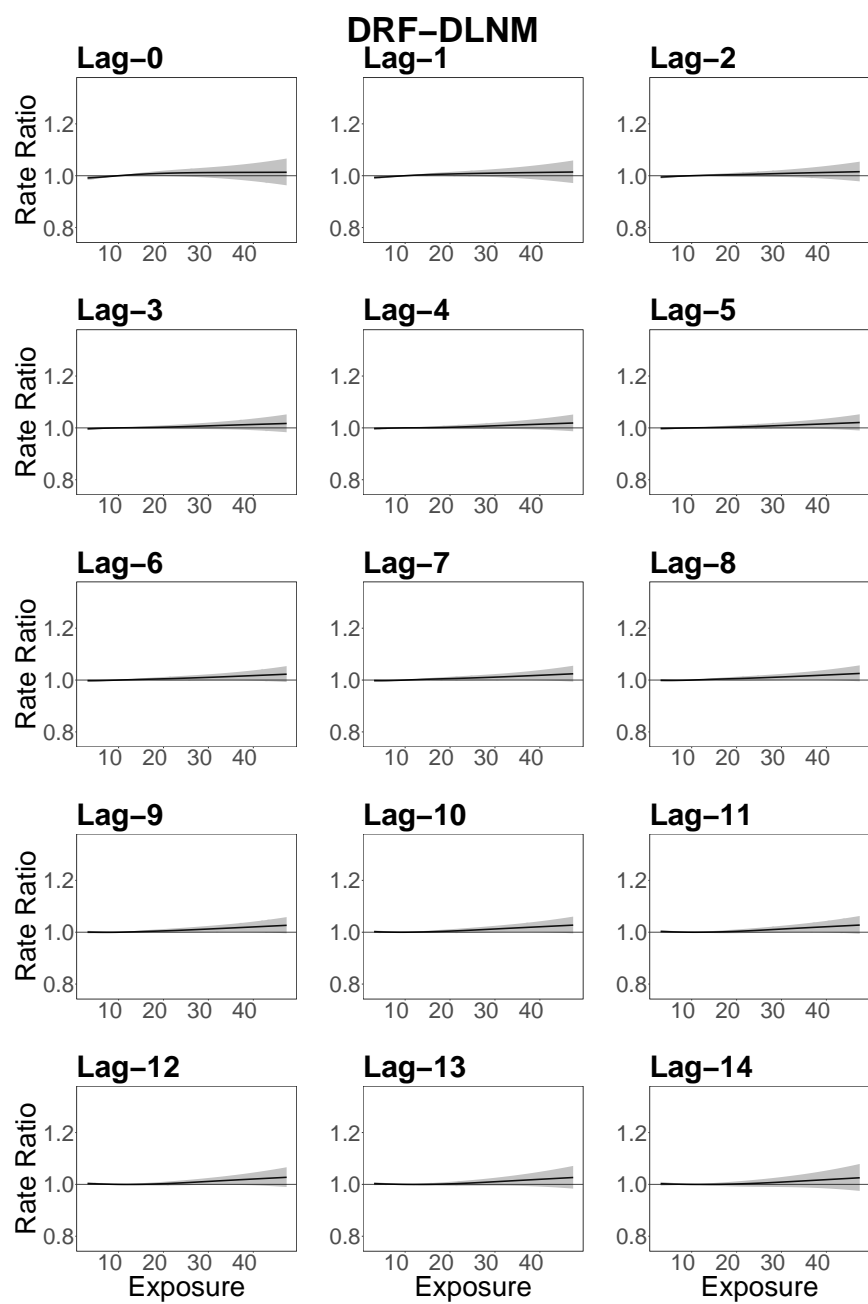 DRF−DLNM
Lag−0 Lag−1 Lag−2
Rate Ratio
1.2 1.2 1.2
1.0 1.0 1.0
0.8 0.8 0.8
10 20 30 40 10 20 30 40 10 20 30 40
Lag−3 Lag−4 Lag−5
Rate Ratio
1.2 1.2 1.2
1.0 1.0 1.0
0.8 0.8 0.8
10 20 30 40 10 20 30 40 10 20 30 40
Lag−6 Lag−7 Lag−8
Rate Ratio
1.2 1.2 1.2
1.0 1.0 1.0
0.8 0.8 0.8
10 20 30 40 10 20 30 40 10 20 30 40
Lag−9 Lag−10 Lag−11
Rate Ratio
1.2 1.2 1.2
1.0 1.0 1.0
0.8 0.8 0.8
10 20 30 40 10 20 30 40 10 20 30 40
Lag−12 Lag−13 Lag−14
Rate Ratio
1.2 1.2 1.2
1.0 1.0 1.0
0.8 0.8 0.8
10 20 30 40 10 20 30 40 10 20 30 40
Exposure Exposure Exposure